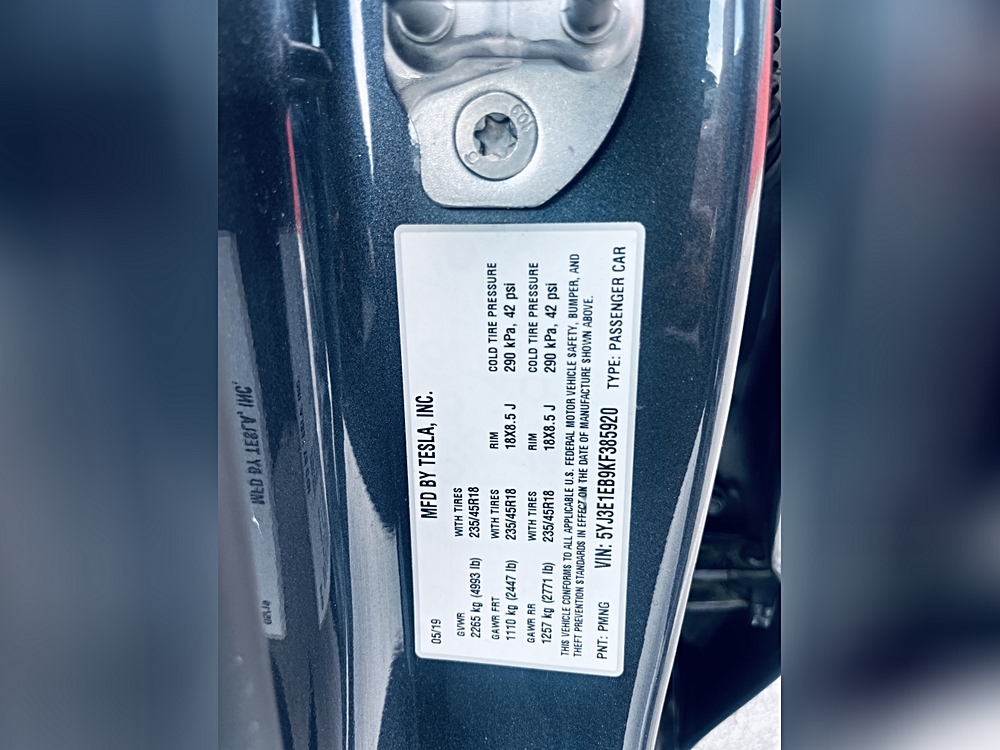 MFD BY TESLA, INC.
05/19
GVWR WITH TIRES
2265 kg (4993 lb) 235/45R18
GAWR FRT WITH TIRES RIM COLD TIRE PRESSURE
1110 kg (2447 lb) 235/45R18 18X8.5 J 290 kPa, 42 psi
GAWR RR WITH TIRES RIM COLD TIRE PRESSURE
1257 kg (2771 lb) 235/45R18 18X8.5 J 290 kPa, 42 psi
THIS VEHICLE CONFORMS TO ALL APPLICABLE U.S. FEDERAL MOTOR VEHICLE SAFETY, BUMPER, AND
THEFT PREVENTION STANDARDS IN EFFECT ON THE DATE OF MANUFACTURE SHOWN ABOVE.
PNT: PMNG VIN: 5YJ3E1EB9KF385920 TYPE: PASSENGER CAR